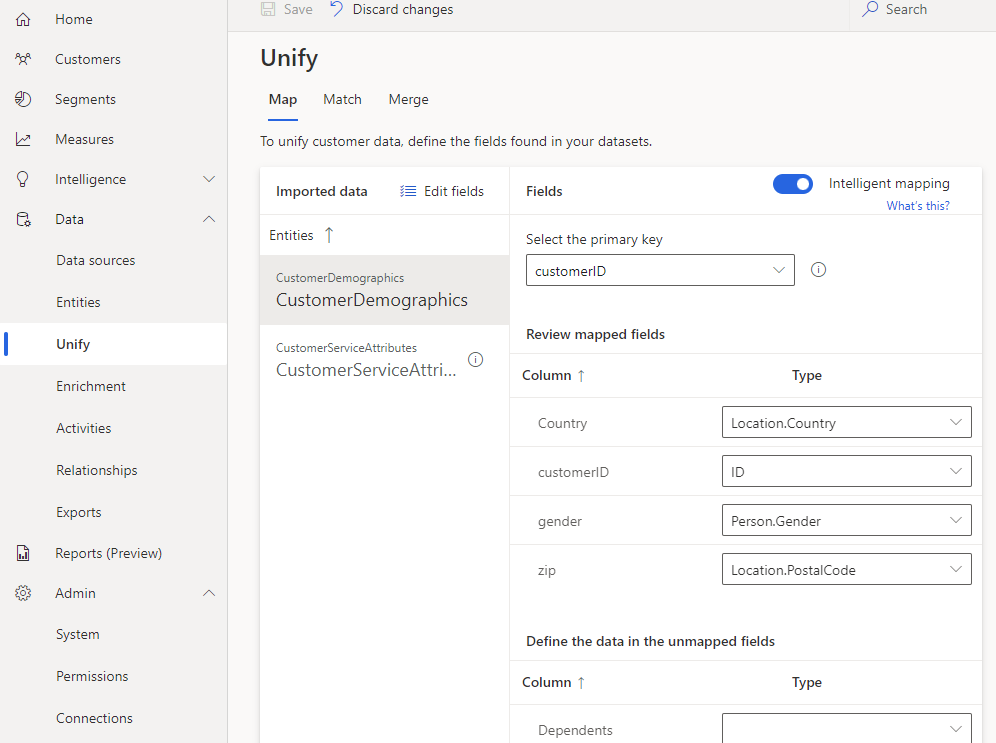 Home
Customers
Segments
Measures
Intelligence
Data
Data sources
Entities
Unify
Enrichment
Activities
Relationships
Exports
Reports (Preview)
Admin
System
Permissions
Connections
Save Discard changes Search
Unify
Map Match Merge
To unify customer data, define the fields found in your datasets.
Imported data Edit fields
Entities ↑
CustomerDemographics
CustomerDemographics
CustomerServiceAttributes
CustomerServiceAttri...
Fields Intelligent mapping
What's this?
Select the primary key
customerID
Review mapped fields
Column ↑ Type
Country Location.Country
customerID ID
gender Person.Gender
zip Location.PostalCode
Define the data in the unmapped fields
Column ↑ Type
Dependents